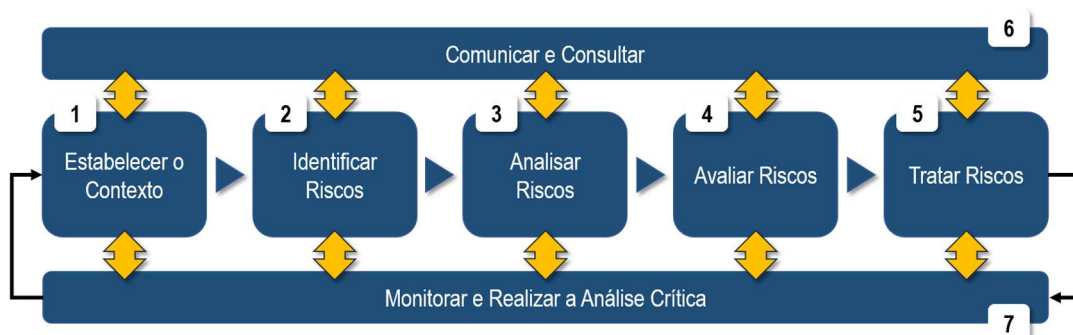 6
Comunicar e Consultar
1
Estabelecer o
Contexto
2
Identificar
Riscos
3
Analisar
Riscos
4
Avaliar Riscos
5
Tratar Riscos
Monitorar e Realizar a Análise Crítica
7